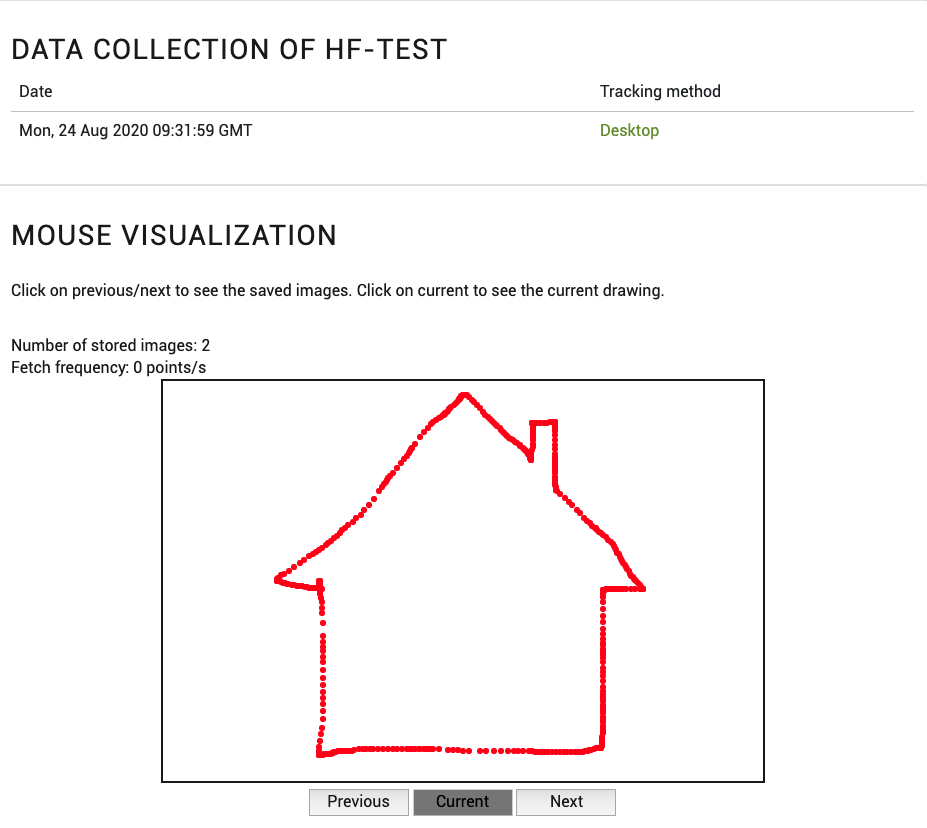 DATA COLLECTION OF HF-TEST
Date Tracking method
Mon, 24 Aug 2020 09:31:59 GMT Desktop
MOUSE VISUALIZATION
Click on previous/next to see the saved images. Click on current to see the current drawing.
Number of stored images: 2
Fetch frequency: 0 points/s
Previous Current Next